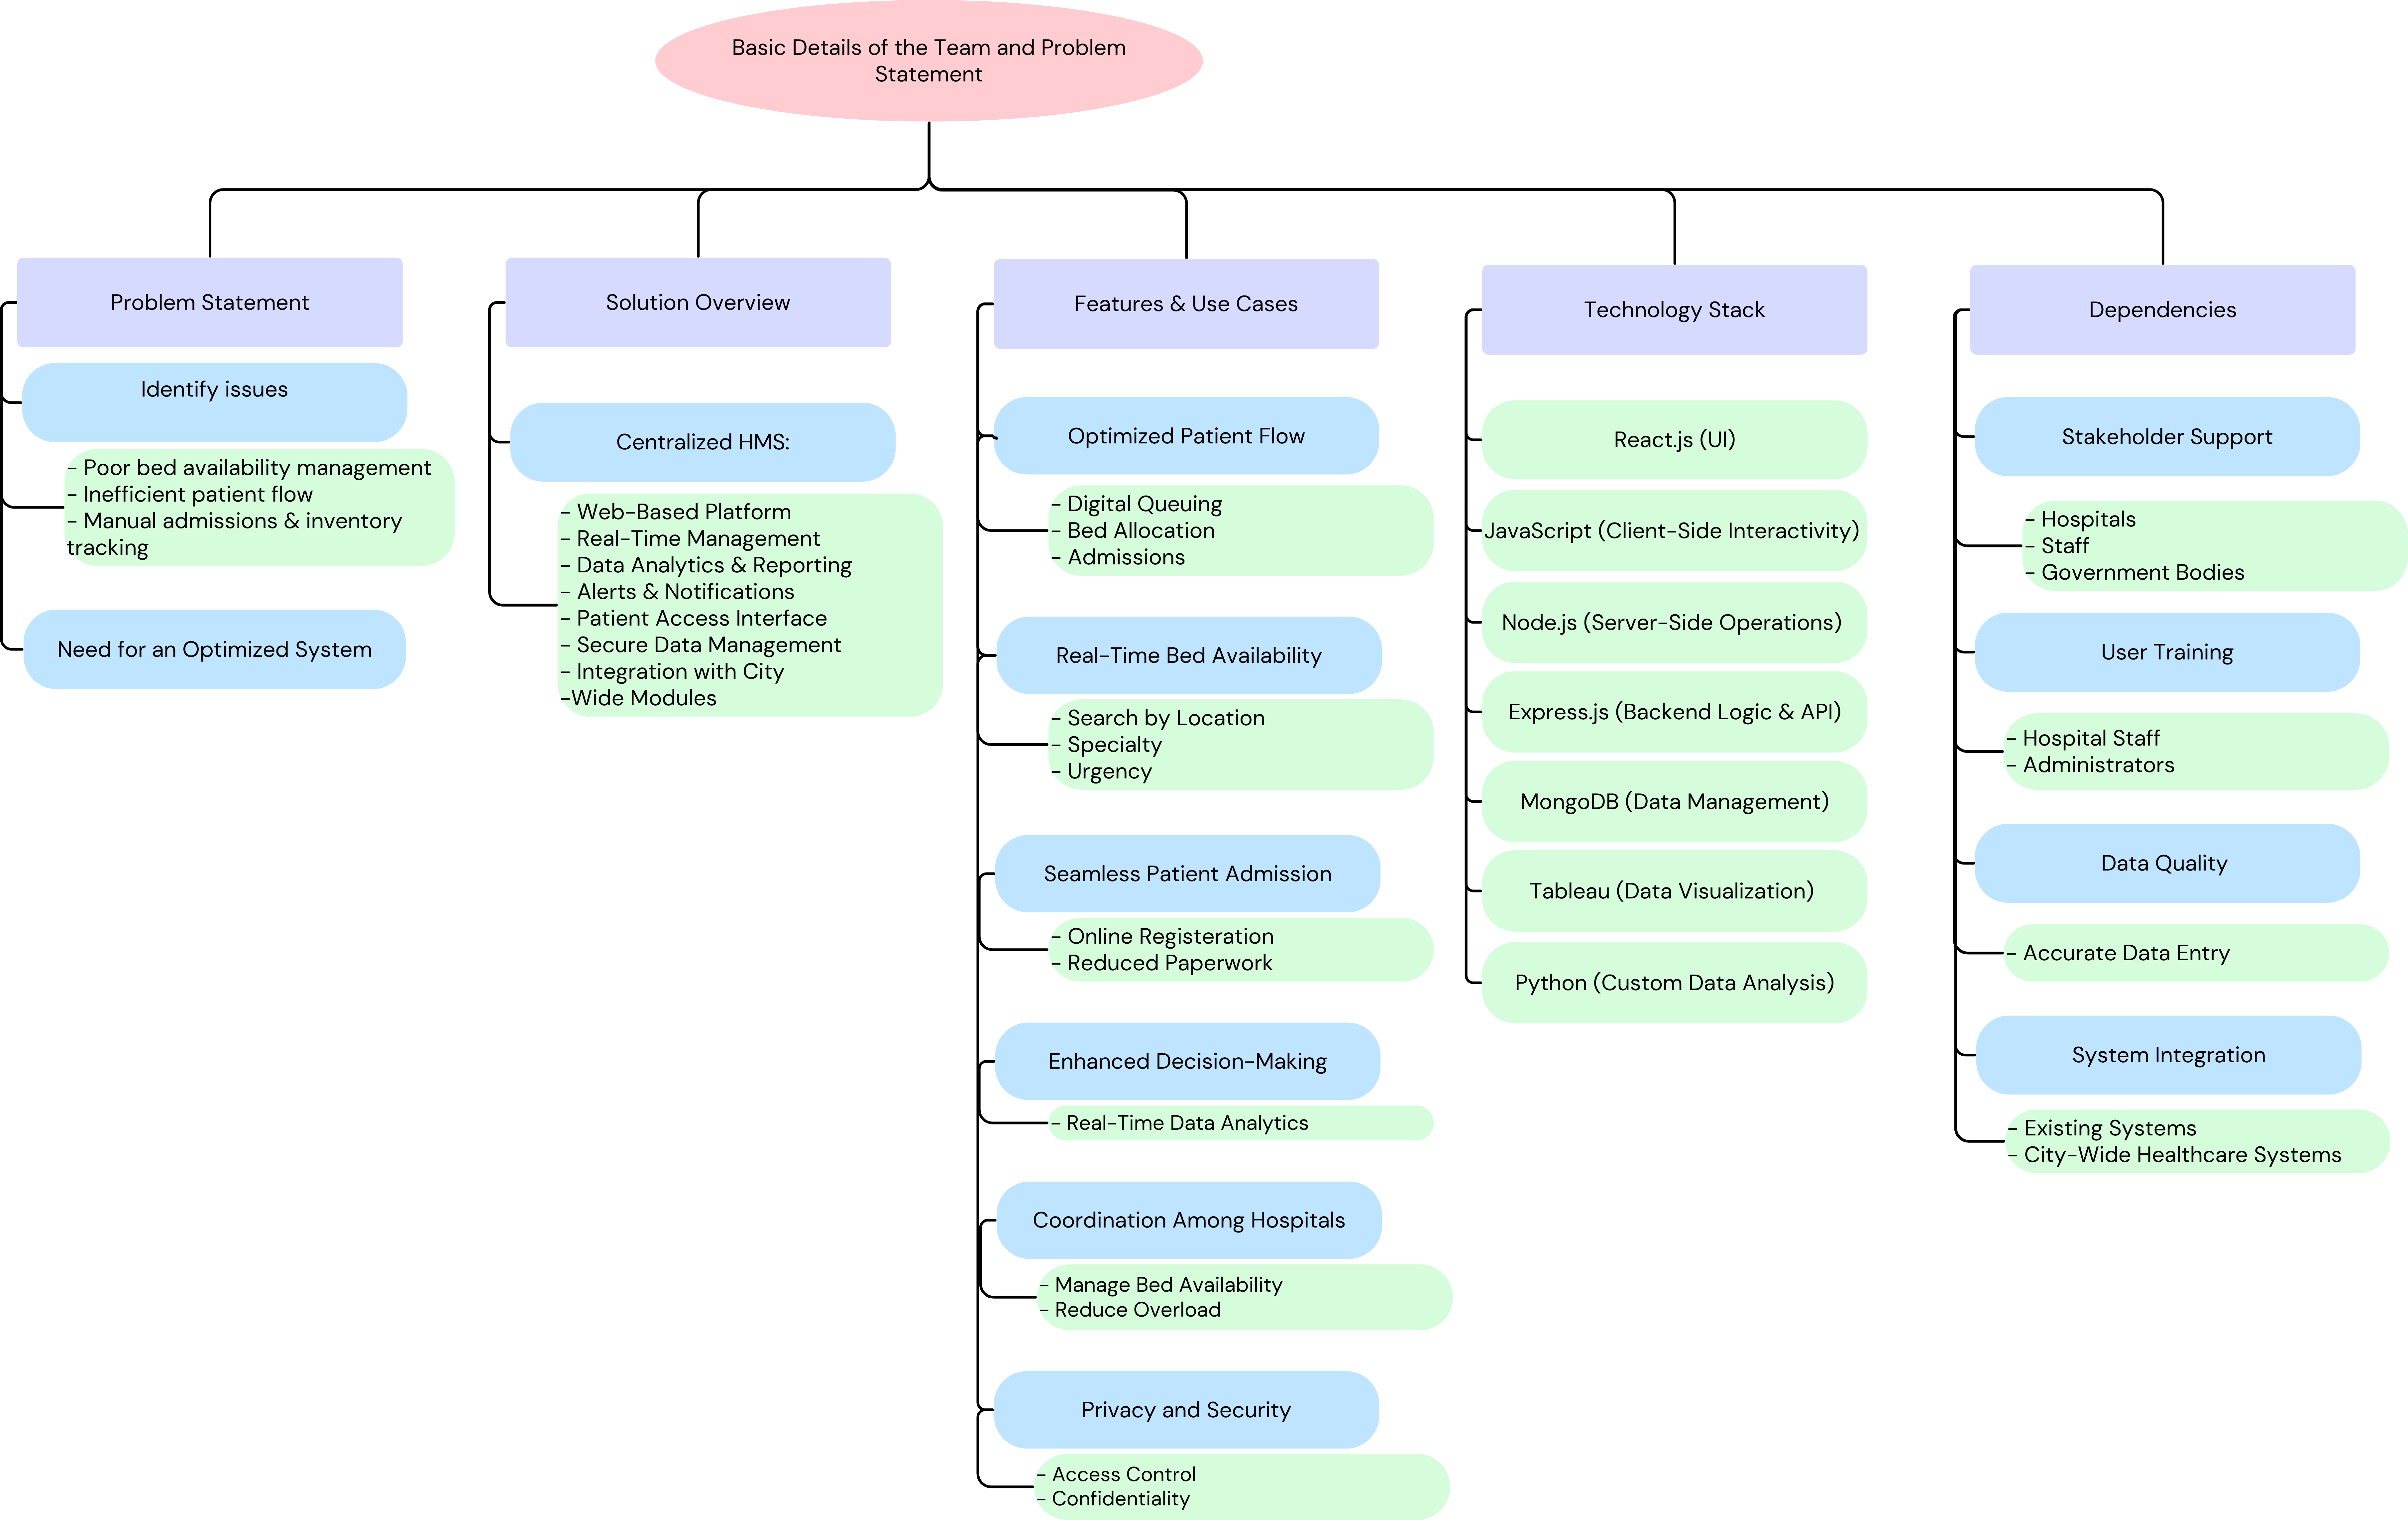 Basic Details of the Team and Problem
Statement
Problem Statement
Identify issues
- Poor bed availability management
- Inefficient patient flow
- Manual admissions & inventory
tracking
Need for an Optimized System
Solution Overview
Centralized HMS:
- Web-Based Platform
- Real-Time Management
- Data Analytics & Reporting
- Alerts & Notifications
- Patient Access Interface
- Secure Data Management
- Integration with City
-Wide Modules
Features & Use Cases
Optimized Patient Flow
- Digital Queuing
- Bed Allocation
- Admissions
Real-Time Bed Availability
- Search by Location
- Specialty
- Urgency
Seamless Patient Admission
- Online Registeration
- Reduced Paperwork
Enhanced Decision-Making
- Real-Time Data Analytics
Coordination Among Hospitals
- Manage Bed Availability
- Reduce Overload
Privacy and Security
- Access Control
- Confidentiality
Technology Stack
React.js (UI)
JavaScript (Client-Side Interactivity)
Node.js (Server-Side Operations)
Express.js (Backend Logic & API)
MongoDB (Data Management)
Tableau (Data Visualization)
Python (Custom Data Analysis)
Dependencies
Stakeholder Support
- Hospitals
- Staff
- Government Bodies
User Training
- Hospital Staff
- Administrators
Data Quality
- Accurate Data Entry
System Integration
- Existing Systems
- City-Wide Healthcare Systems